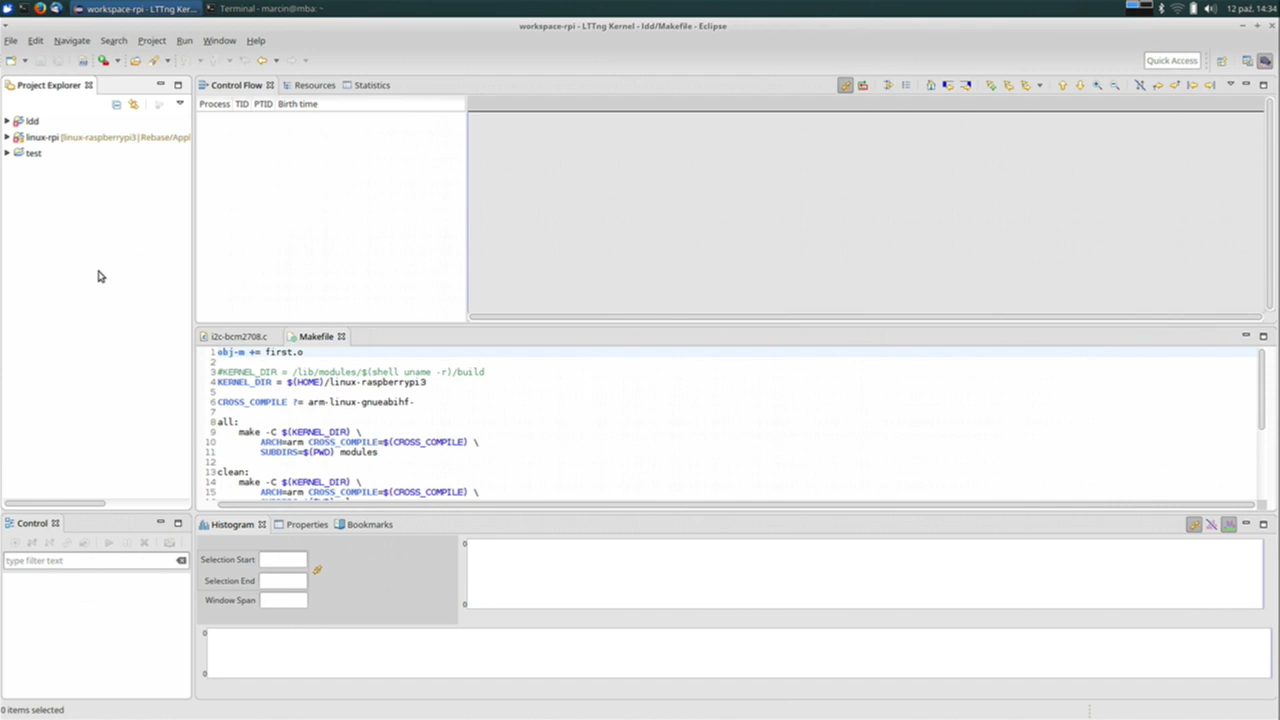 workspace-rpi - LTTng Ker...
Terminal - marcin@mba: ~
12 paź, 14:34
workspace-rpi - LTTng Kernel - ldd/Makefile - Eclipse
File Edit Navigate Search Project Run Window Help
Quick Access
Project Explorer
ldd
linux-rpi [linux-raspberrypi3|Rebase/Appl
test
Control Flow Resources Statistics
Process TID PTID Birth time
i2c-bcm2708.c Makefile
1 obj-m += first.o
2
3 #KERNEL_DIR = /lib/modules/$(shell uname -r)/build
4 KERNEL_DIR = $(HOME)/linux-raspberrypi3
5
6 CROSS_COMPILE ?= arm-linux-gnueabihf-
7
8 all:
9 make -C $(KERNEL_DIR) \
10 ARCH=arm CROSS_COMPILE=$(CROSS_COMPILE) \
11 SUBDIRS=$(PWD) modules
12
13 clean:
14 make -C $(KERNEL_DIR) \
15 ARCH=arm CROSS_COMPILE=$(CROSS_COMPILE) \
Control
type filter text
Histogram Properties Bookmarks
Selection Start
Selection End
Window Span
0
0
0
0
0 items selected